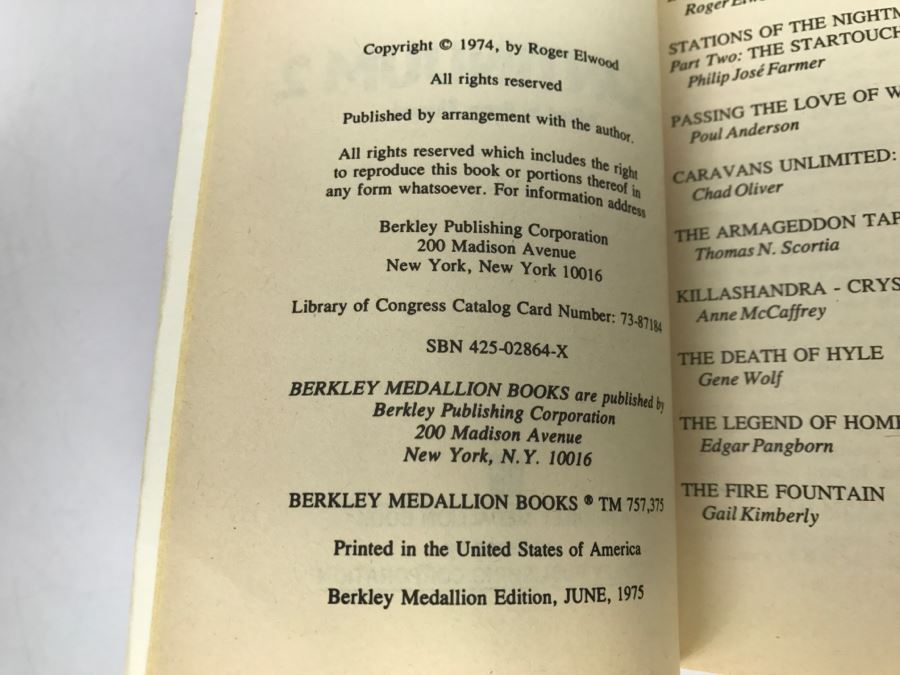 Copyright © 1974, by Roger Elwood
All rights reserved
Published by arrangement with the author.
All rights reserved which includes the right
to reproduce this book or portions thereof in
any form whatsoever. For information address
Berkley Publishing Corporation
200 Madison Avenue
New York, New York 10016
Library of Congress Catalog Card Number: 73-87184
SBN 425-02864-X
BERKLEY MEDALLION BOOKS are published by
Berkley Publishing Corporation
200 Madison Avenue
New York, N.Y. 10016
BERKLEY MEDALLION BOOKS ® TM 757,375
Printed in the United States of America
Berkley Medallion Edition, JUNE, 1975
Roger
STATIONS OF THE NIGHTM
Part Two: THE STARTOUCH
Philip José Farmer
PASSING THE LOVE OF W
Poul Anderson
CARAVANS UNLIMITED:
Chad Oliver
THE ARMAGEDDON TAP
Thomas N. Scortia
KILLASHANDRA - CRYS
Anne McCaffrey
THE DEATH OF HYLE
Gene Wolf
THE LEGEND OF HOM
Edgar Pangborn
THE FIRE FOUNTAIN
Gail Kimberly